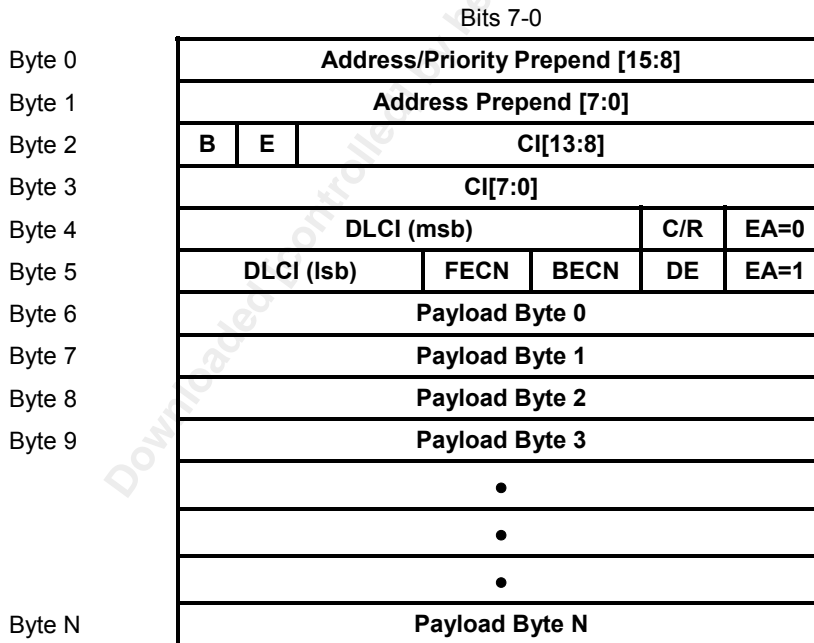 Bits 7-0
Byte 0 Address/Priority Prepend [15:8]
Byte 1 Address Prepend [7:0]
Byte 2 B E CI[13:8]
Byte 3 CI[7:0]
Byte 4 DLCI (msb) C/R EA=0
Byte 5 DLCI (lsb) FECN BECN DE EA=1
Byte 6 Payload Byte 0
Byte 7 Payload Byte 1
Byte 8 Payload Byte 2
Byte 9 Payload Byte 3
•
•
•
Byte N Payload Byte N
Downloaded [controlled] by